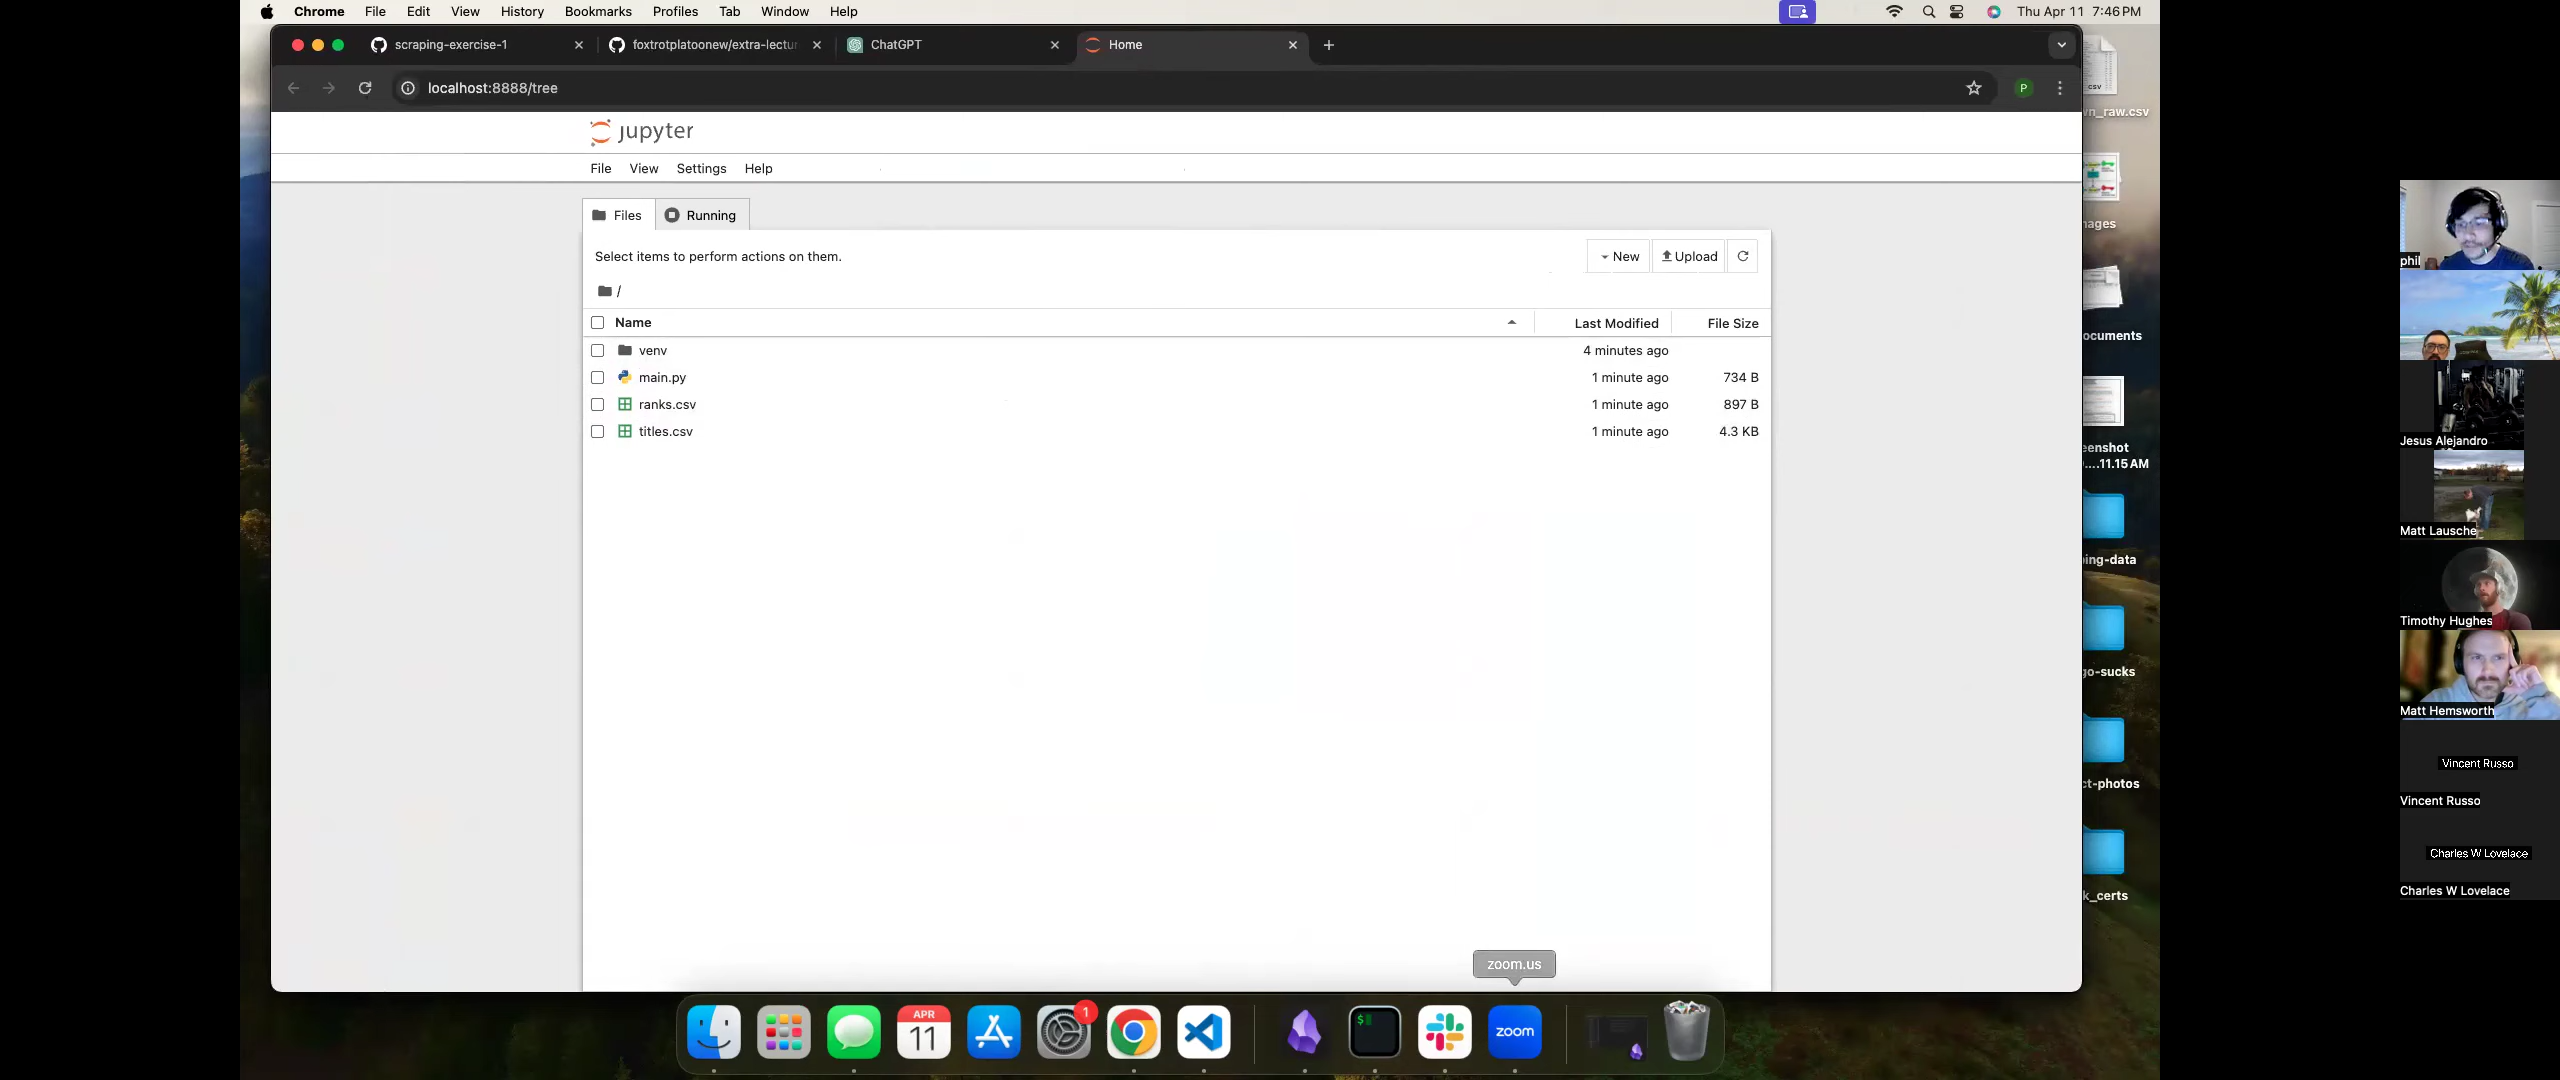 Chrome File Edit View History Bookmarks Profiles Tab Window Help Thu Apr 11 7:46 PM
scraping-exercise-1 foxtrotplatoonew/extra-lectur ChatGPT Home
localhost:8888/tree P
jupyter
File View Settings Help
Files Running
Select items to perform actions on them. New Upload
/
Name Last Modified File Size
venv 4 minutes ago
main.py 1 minute ago 734 B
ranks.csv 1 minute ago 897 B
titles.csv 1 minute ago 4.3 KB
csv
wn_raw.csv
nages
ocuments
eenshot
....11.15 AM
ing-data
go-sucks
ct-photos
k_certs
phil
Jesus Alejandro
Matt Lausche
Timothy Hughes
Matt Hemsworth
Vincent Russo
Vincent Russo
Charles W Lovelace
Charles W Lovelace
zoom.us
APR
11
1
$
zoom